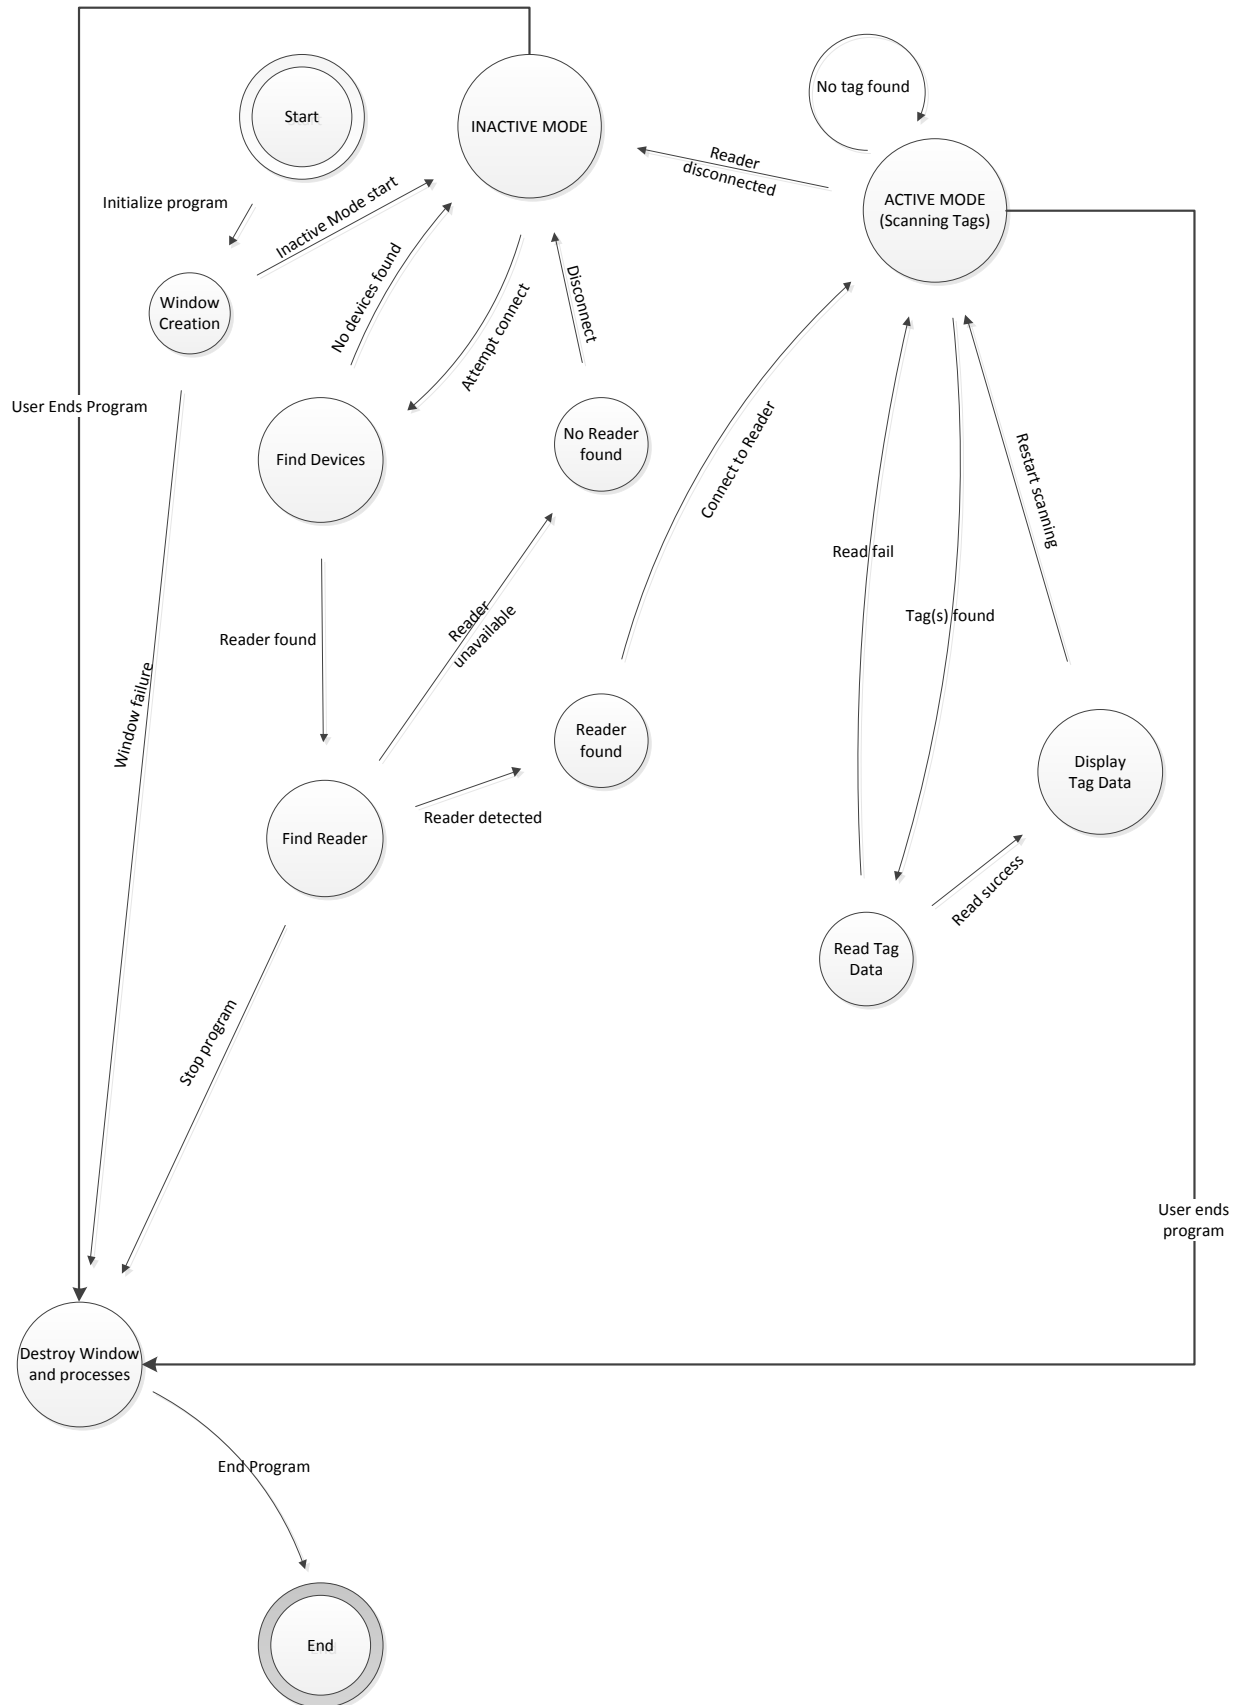 No tag found
Start
INACTIVE MODE
Reader
disconnected
ACTIVE MODE
(Scanning Tags)
Initialize program
Inactive Mode start
Window
Creation
No devices found
Attempt connect
Disconnect
User Ends Program
Find Devices
No Reader
found
Connect to Reader
Restart scanning
Read fail
Tag(s) found
Reader found
Reader
unavailable
Window failure
Reader
found
Display
Tag Data
Find Reader
Reader detected
Read success
Read Tag
Data
Stop program
User ends
program
Destroy Window
and processes
End Program
End